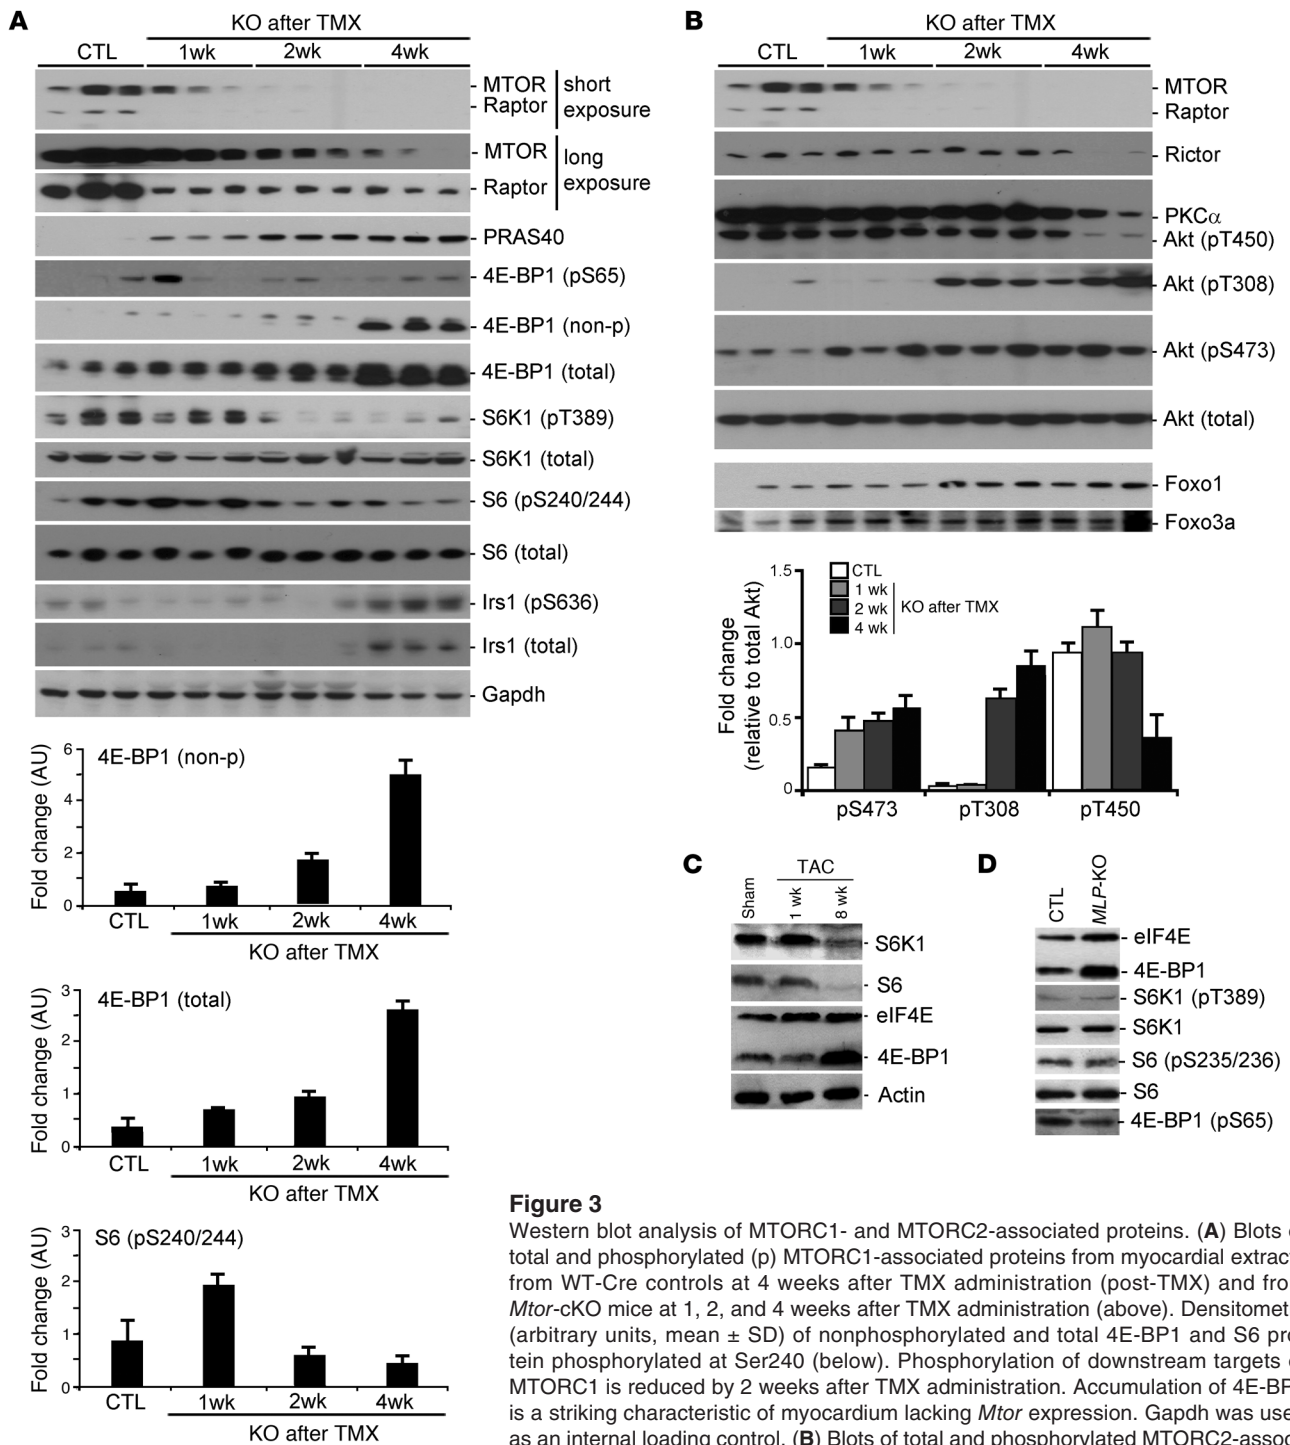 A
KO after TMX
CTL 1wk 2wk 4wk
MTOR
Raptor
short
exposure
MTOR
Raptor
long
exposure
PRAS40
4E-BP1 (pS65)
4E-BP1 (non-p)
4E-BP1 (total)
S6K1 (pT389)
S6K1 (total)
S6 (pS240/244)
S6 (total)
Irs1 (pS636)
Irs1 (total)
Gapdh
Fold change (AU)
4E-BP1 (non-p)
6
4
2
0
CTL 1wk 2wk 4wk
KO after TMX
Fold change (AU)
4E-BP1 (total)
3
2
1
0
CTL 1wk 2wk 4wk
KO after TMX
Fold change (AU)
S6 (pS240/244)
3
2
1
0
CTL 1wk 2wk 4wk
KO after TMX
B
KO after TMX
CTL 1wk 2wk 4wk
MTOR
Raptor
Rictor
PKCα
Akt (pT450)
Akt (pT308)
Akt (pS473)
Akt (total)
Foxo1
Foxo3a
Fold change
(relative to total Akt)
1.5
1.0
0.5
0
CTL
1 wk
2 wk
4 wk
KO after TMX
pS473 pT308 pT450
C
TAC
Sham 1 wk 8 wk
S6K1
S6
eIF4E
4E-BP1
Actin
D
CTL MLP-KO
eIF4E
4E-BP1
S6K1 (pT389)
S6K1
S6 (pS235/236)
S6
4E-BP1 (pS65)
Figure 3
Western blot analysis of MTORC1- and MTORC2-associated proteins. (A) Blots
total and phosphorylated (p) MTORC1-associated proteins from myocardial extrac
from WT-Cre controls at 4 weeks after TMX administration (post-TMX) and fro
Mtor-cKO mice at 1, 2, and 4 weeks after TMX administration (above). Densitomet
(arbitrary units, mean ± SD) of nonphosphorylated and total 4E-BP1 and S6 pro
tein phosphorylated at Ser240 (below). Phosphorylation of downstream targets
MTORC1 is reduced by 2 weeks after TMX administration. Accumulation of 4E-BP
is a striking characteristic of myocardium lacking Mtor expression. Gapdh was use
as an internal loading control. (B) Blots of total and phosphorylated MTORC2-assoc